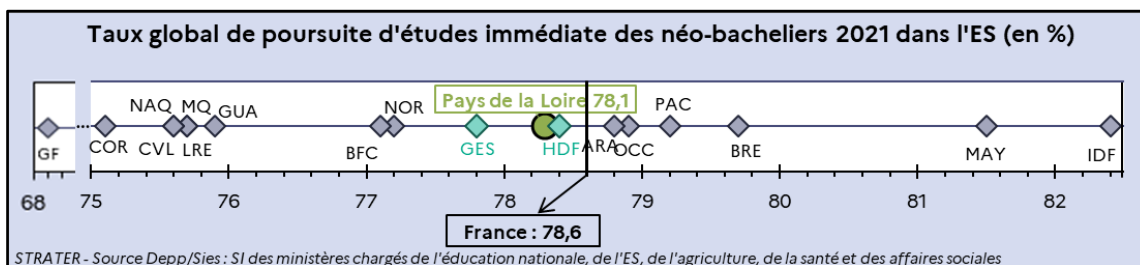 Taux global de poursuite d'études immédiate des néo-bacheliers 2021 dans l'ES (en %)
NAQ MQ GUA NOR Pays de la Loire 78,1 PAC
GF COR CVL LRE BFC GES HDF ARA OCC BRE MAY IDF
68 75 76 77 78 79 80 81 82
France : 78,6
STRATER - Source Depp/Sies : SI des ministères chargés de l'éducation nationale, de l'ES, de l'agriculture, de la santé et des affaires sociales